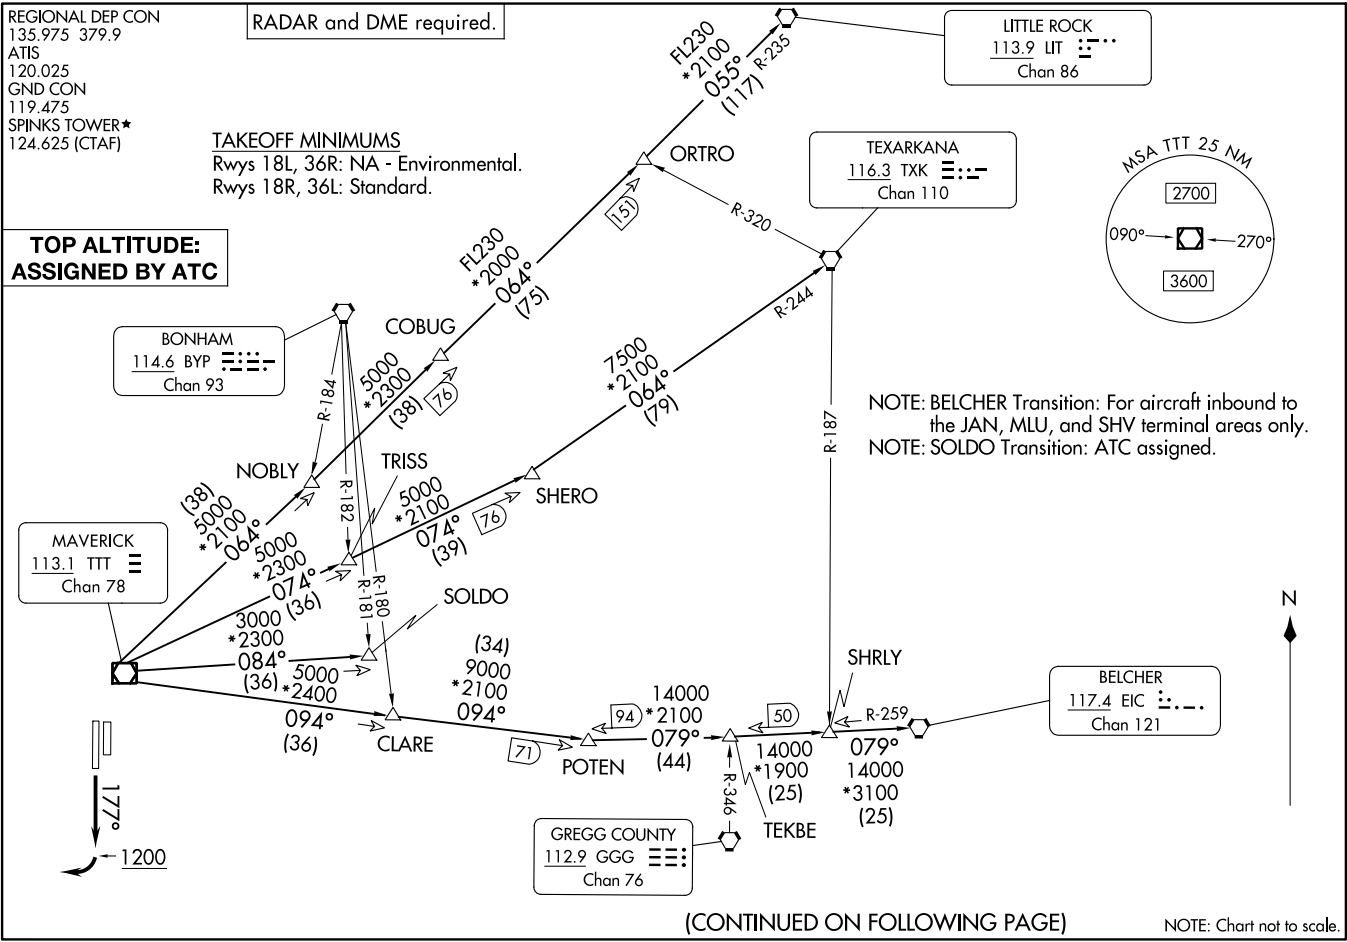 REGIONAL DEP CON
135.975 379.9
ATIS
120.025
GND CON
119.475
SPINKS TOWER★
124.625 (CTAF)
RADAR and DME required.
TAKEOFF MINIMUMS
Rwys 18L, 36R: NA - Environmental.
Rwys 18R, 36L: Standard.
TOP ALTITUDE:
ASSIGNED BY ATC
LITTLE ROCK
113.9 LIT
Chan 86
R-235
FL230
*2100
055°
(117)
ORTRO
151
R-320
TEXARKANA
116.3 TXK
Chan 110
MSA TTT 25 NM
2700
090°
270°
3600
FL230
*2000
064°
(75)
R-244
BONHAM
114.6 BYP
Chan 93
COBUG
5000
*2300
(38)
76
R-184
7500
*2100
064°
(79)
R-187
NOTE: BELCHER Transition: For aircraft inbound to
the JAN, MLU, and SHV terminal areas only.
NOTE: SOLDO Transition: ATC assigned.
NOBLY
TRISS
R-182
SHERO
5000
*2100
074°
(39)
76
(38)
5000
*2100
064°
MAVERICK
113.1 TTT
Chan 78
5000
*2300
074°
(36)
R-181
R-180
SOLDO
3000
*2300
084°
(36)
5000
*2400
094°
(36)
CLARE
(34)
9000
*2100
094°
71
POTEN
94
14000
*2100
079°
(44)
50
14000
*1900
(25)
SHRLY
R-259
079°
14000
*3100
(25)
BELCHER
117.4 EIC
Chan 121
N
R-346
TEKBE
GREGG COUNTY
112.9 GGG
Chan 76
177°
1200
(CONTINUED ON FOLLOWING PAGE)
NOTE: Chart not to scale.